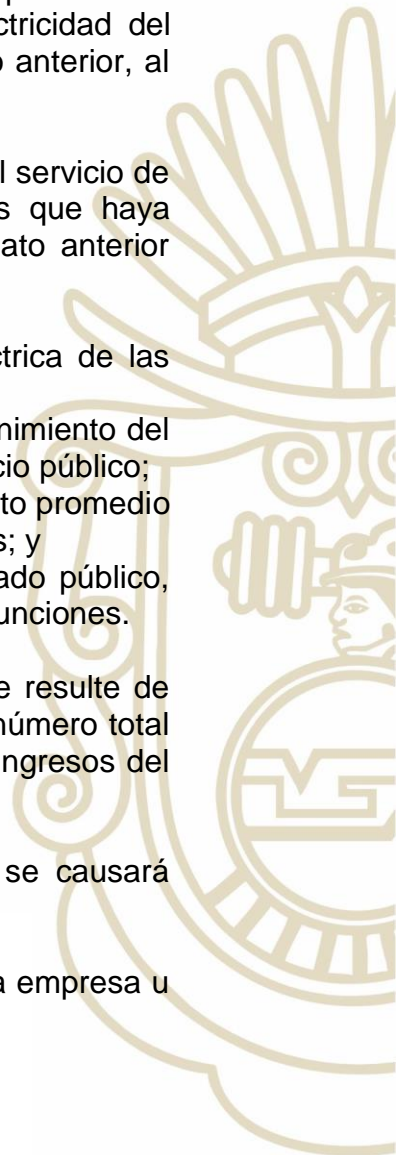 ctricidad del
o anterior, al
l servicio de
s que haya
ato anterior
ctrica de las
nimiento del
cio público;
to promedio
s; y
ado público,
unciones.
e resulte de
número total
ngresos del
se causará
a empresa u